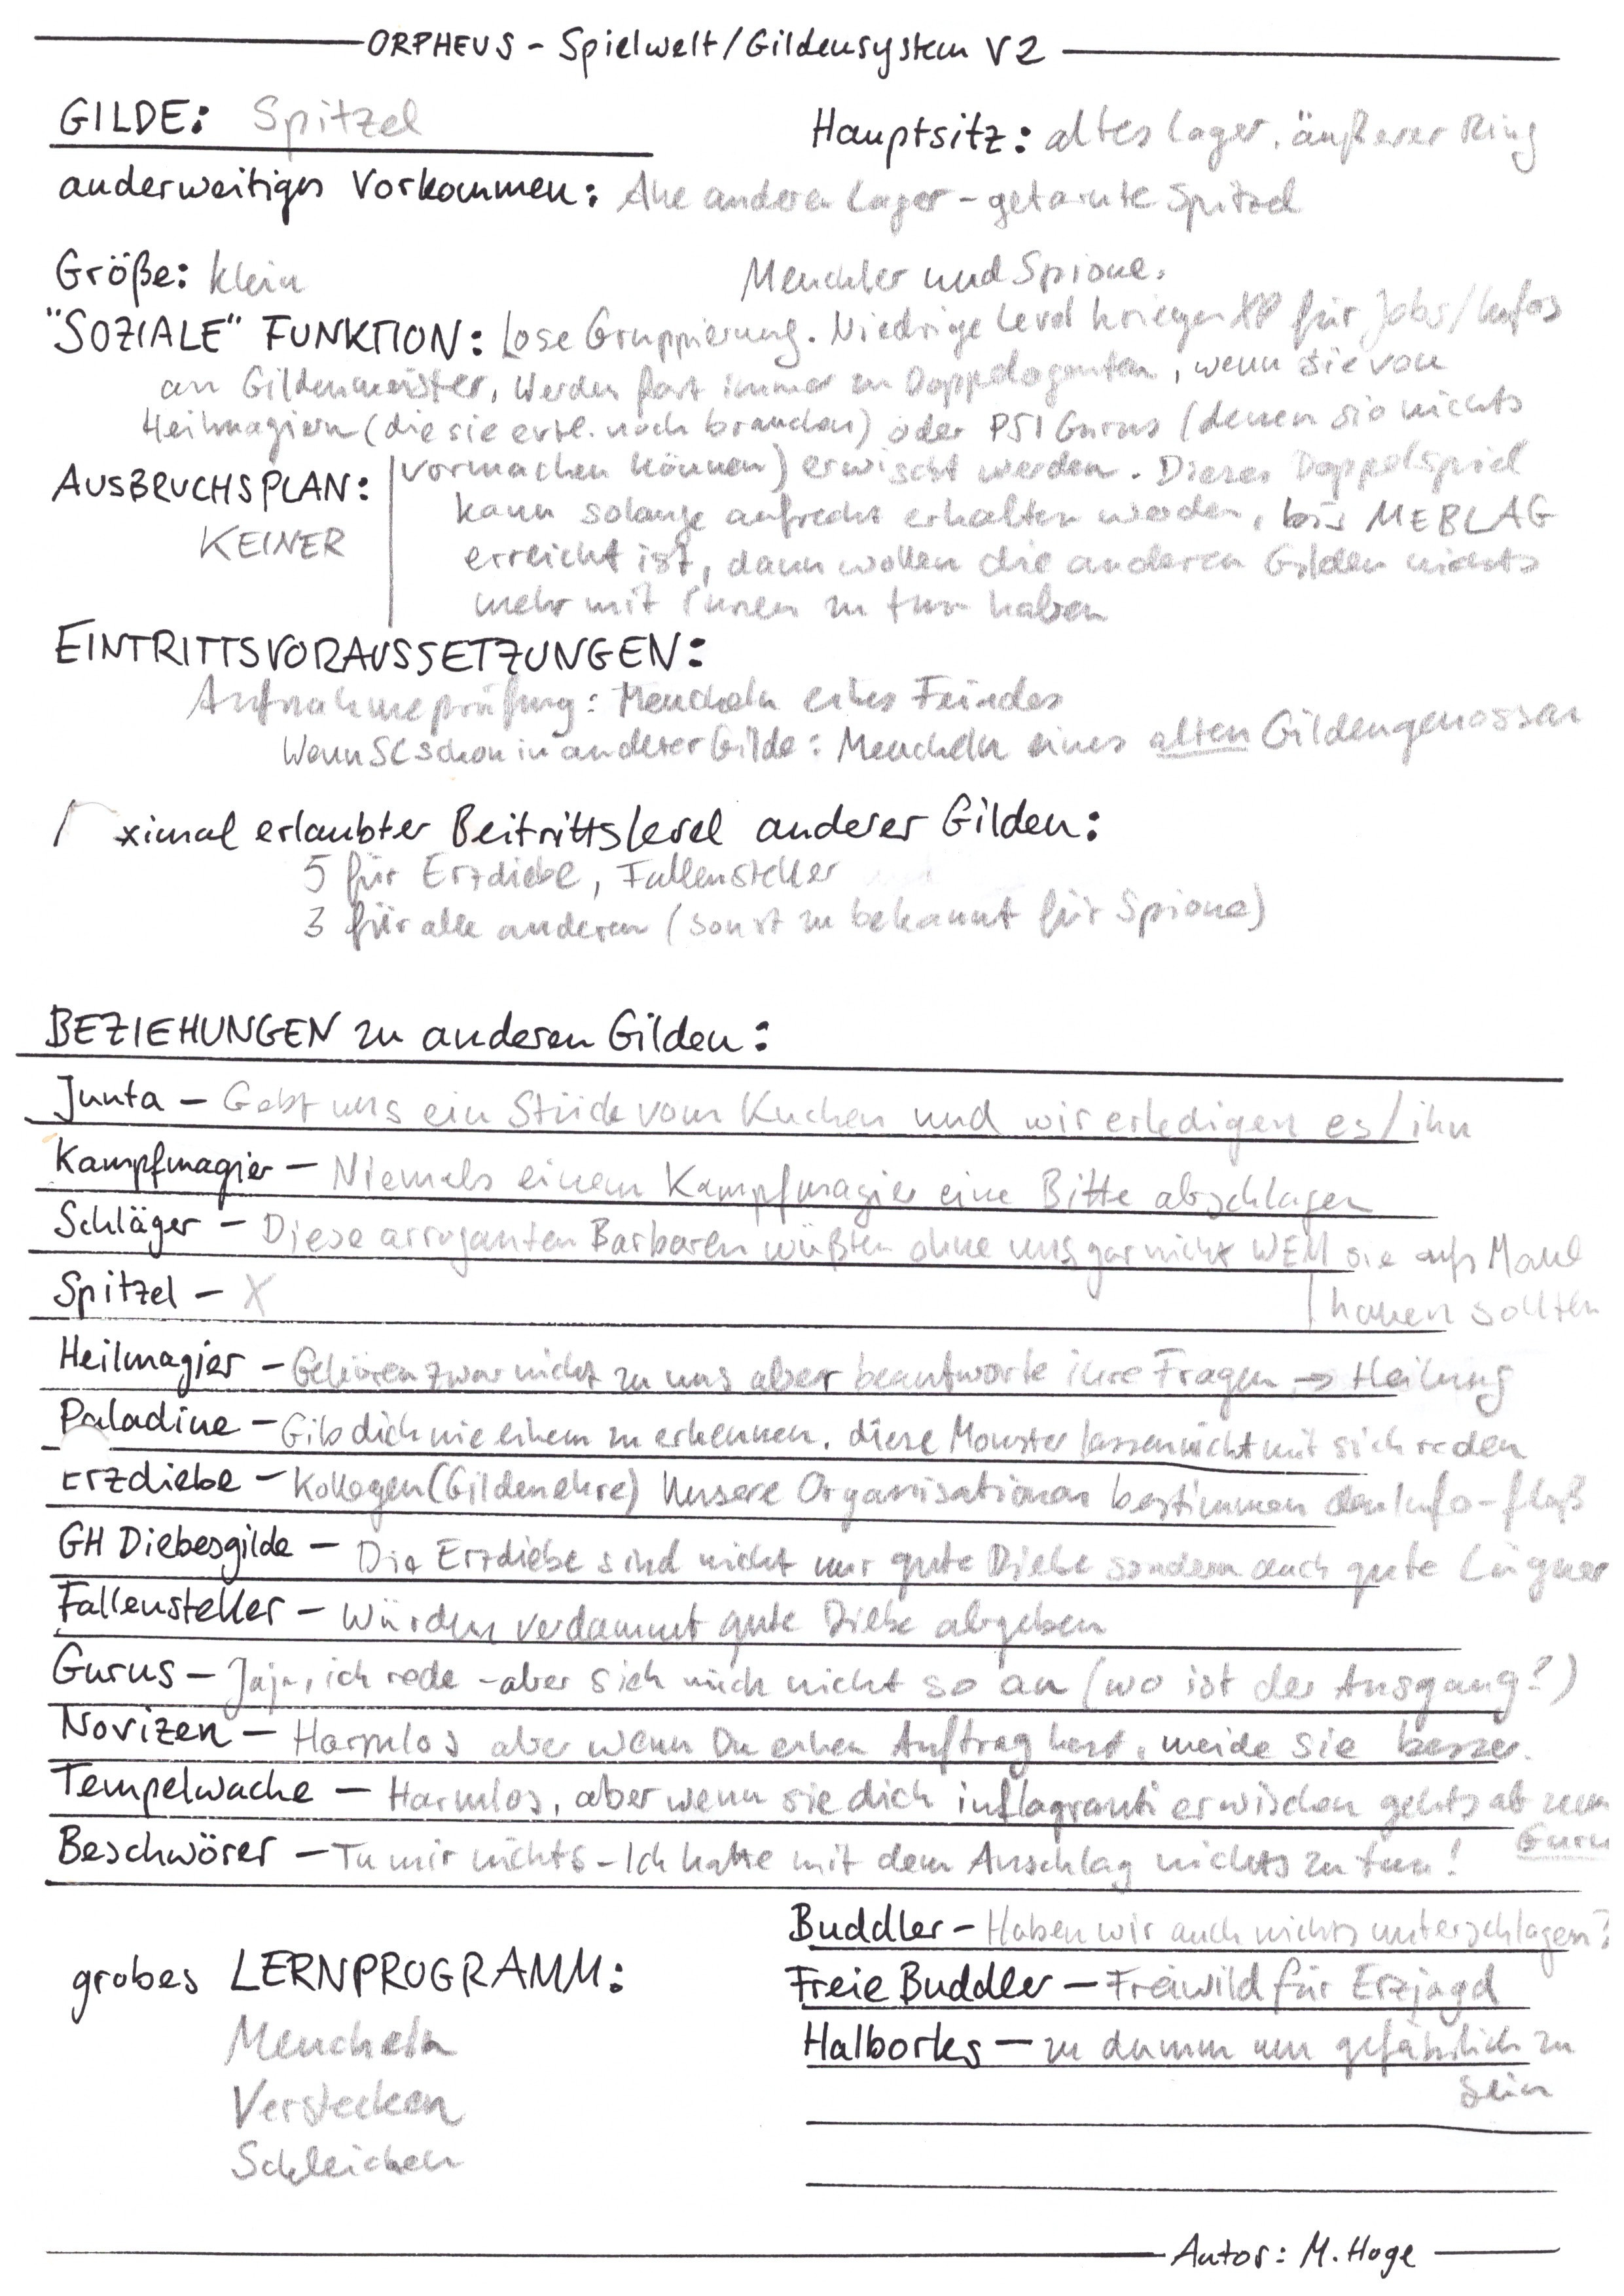 ORPHEUS - Spielwelt/Gildensystem V2
GILDE: Spitzel
Hauptsitz: altes Lager, äußerer Ring
anderweitiges Vorkommen: Alle anderen Lager - getarnte Spitzel
Größe: klein
Meuchler und Spione.
"SOZIALE" FUNKTION: Lose Gruppierung. Niedrige Level kriegen XP für Jobs/Infos
an Gildenmeister. Werden fast immer zu Doppelagenten, wenn sie von
Heilmagiern (die sie evtl. noch brauchen) oder PSI Gurus (denen sie nichts
vormachen können) erwischt werden. Dieses Doppelspiel
kann solange aufrecht erhalten werden, bis MEBLAG
erreicht ist, dann wollen die anderen Gilden nichts
mehr mit ihnen zu tun haben
AUSBRUCHSPLAN:
KEINER
EINTRITTSVORAUSSETZUNGEN:
Aufnahmeprüfung: Meucheln eines Feindes
Wenn SC schon in anderer Gilde: Meucheln eines alten Gildengenossen
ximal erlaubter Beitrittslevel anderer Gilden:
5 für Erzdiebe, Fallensteller
3 für alle anderen (sonst zu bekannt für Spione)
BEZIEHUNGEN zu anderen Gilden:
Junta - Gebt uns ein Stück vom Kuchen und wir erledigen es/ihn
Kampfmagier - Niemals einem Kampfmagier eine Bitte abschlagen
Schläger - Diese arroganten Barbaren wüßten ohne uns gar nicht WEM sie aufs Maul
hauen sollten
Spitzel - X
Heilmagier - Gehören zwar nicht zu uns aber beantworte ihre Fragen → Heilung
Paladine - Gib dich nie einem zu erkennen, diese Monster lassen nicht mit sich reden
Erzdiebe - Kollegen (Gildenehre) Unsere Organisationen bestimmen den Info-fluß
GH Diebesgilde - Die Erzdiebe sind nicht nur gute Diebe sondern auch gute Lügner
Fallensteller - Würden verdammt gute Diebe abgeben
Gurus - Jaja, ich rede - aber sieh mich nicht so an (wo ist der Ausgang?)
Novizen - Harmlos aber wenn Du einen Auftrag hast, meide sie besser.
Tempelwache - Harmlos, aber wenn sie dich inflagranti erwischen gehts ab zum
Guru
Beschwörer - Tu mir nichts - Ich hatte mit dem Anschlag nichts zu tun!
Buddler - Haben wir auch nichts unterschlagen?
Freie Buddler - Freiwild für Erzjagd
Halborks - zu dumm um gefährlich zu
sein
grobes LERNPROGRAMM:
Meucheln
Verstecken
Schleichen
Autor: M. Hoge